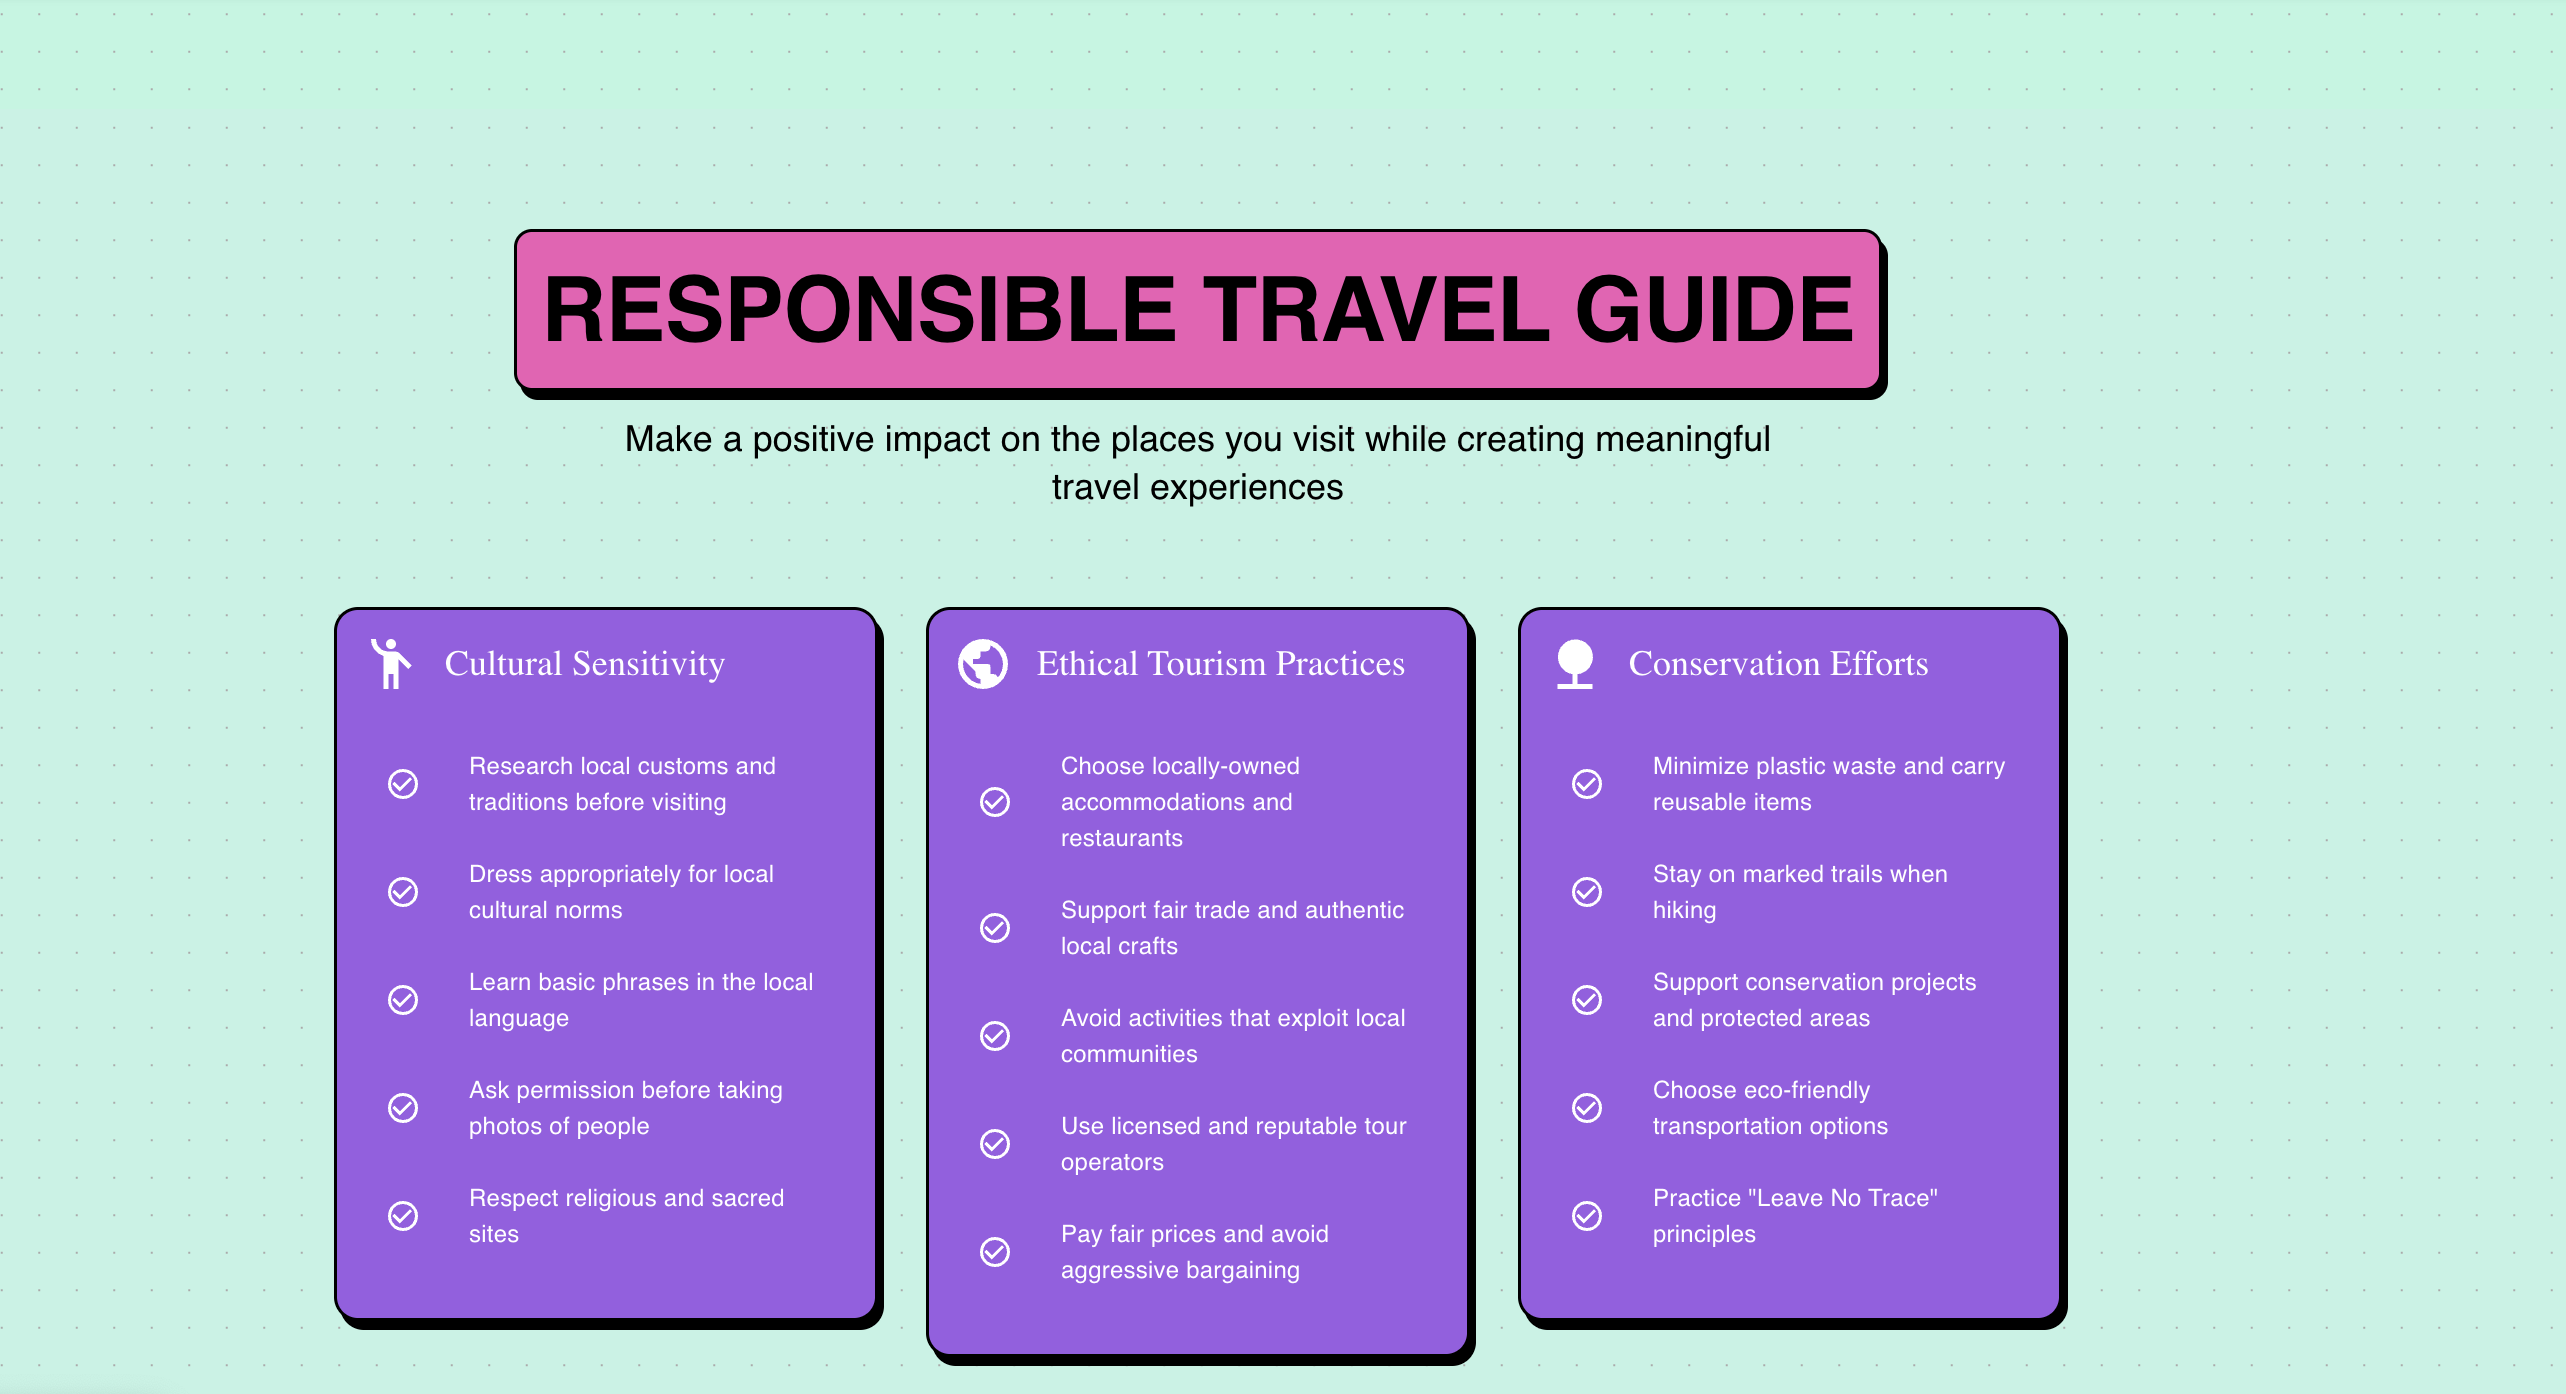 RESPONSIBLE TRAVEL GUIDE
Make a positive impact on the places you visit while creating meaningful
travel experiences
Cultural Sensitivity
Research local customs and
traditions before visiting
Dress appropriately for local
cultural norms
Learn basic phrases in the local
language
Ask permission before taking
photos of people
Respect religious and sacred
sites
Ethical Tourism Practices
Choose locally-owned
accommodations and
restaurants
Support fair trade and authentic
local crafts
Avoid activities that exploit local
communities
Use licensed and reputable tour
operators
Pay fair prices and avoid
aggressive bargaining
Conservation Efforts
Minimize plastic waste and carry
reusable items
Stay on marked trails when
hiking
Support conservation projects
and protected areas
Choose eco-friendly
transportation options
Practice "Leave No Trace"
principles